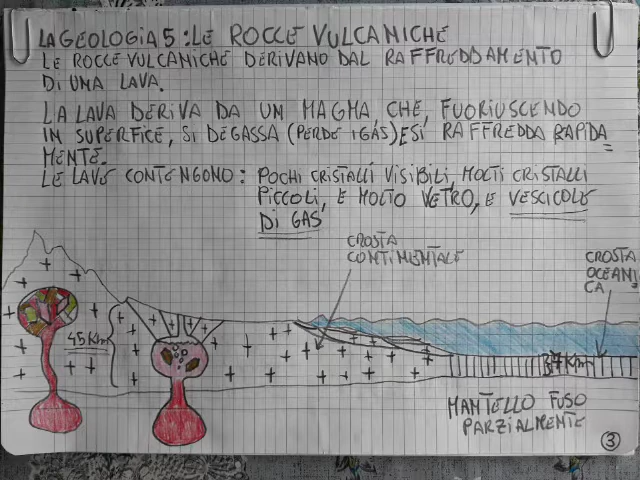 LA GEOLOGIA 5: LE ROCCE VULCANICHE
LE ROCCE VULCANICHE DERIVANO DAL RAFFREDDAMENTO
DI UNA LAVA.
LA LAVA DERIVA DA UN MAGMA, CHE, FUORIUSCENDO
IN SUPERFICE, SI DEGASSA (PERDE I GAS) E SI RAFFREDDA RAPIDA
MENTE.
LE LAVE CONTENGONO: POCHI CRISTALLI VISIBILI, MOLTI CRISTALLI
PICCOLI, E MOLTO VETRO, E VESCICOLE
DI GAS
CROSTA
CONTINENTALE
CROSTA
OCEANI
CA
45 Km
Km
MANTELLO FUSO
PARZIALMENTE
3